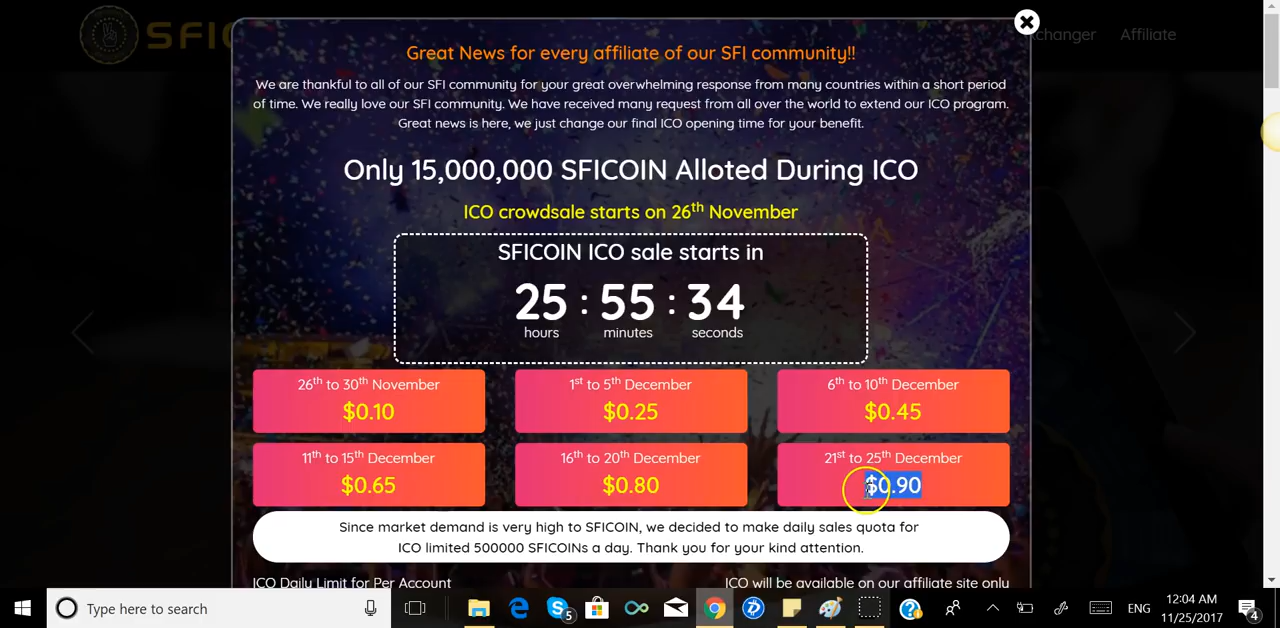 SFIC
xchanger
Affiliate
Great News for every affiliate of our SFI community!!
We are thankful to all of our SFI community for your great overwhelming response from many countries within a short period
of time. We really love our SFI community. We have received many request from all over the world to extend our ICO program.
Great news is here, we just change our final ICO opening time for your benefit.
Only 15,000,000 SFICOIN Alloted During ICO
ICO crowdsale starts on 26th November
SFICOIN ICO sale starts in
25 : 55 : 34
hours minutes seconds
26th to 30th November
$0.10
1st to 5th December
$0.25
6th to 10th December
$0.45
11th to 15th December
$0.65
16th to 20th December
$0.80
21st to 25th December
$0.90
Since market demand is very high to SFICOIN, we decided to make daily sales quota for
ICO limited 500000 SFICOINs a day. Thank you for your kind attention.
ICO Daily Limit for Per Account
ICO will be available on our affiliate site only
Type here to search
5
ENG
12:04 AM
11/25/2017
4